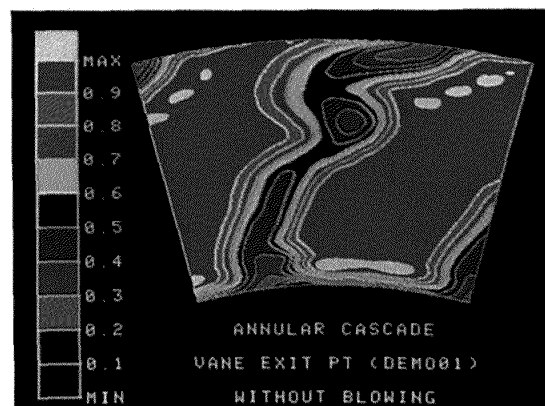 MAX
0.9
0.8
0.7
0.6
0.5
0.4
0.3
0.2
0.1
MIN
ANNULAR CASCADE
VANE EXIT PT (DEMO01)
WITHOUT BLOWING